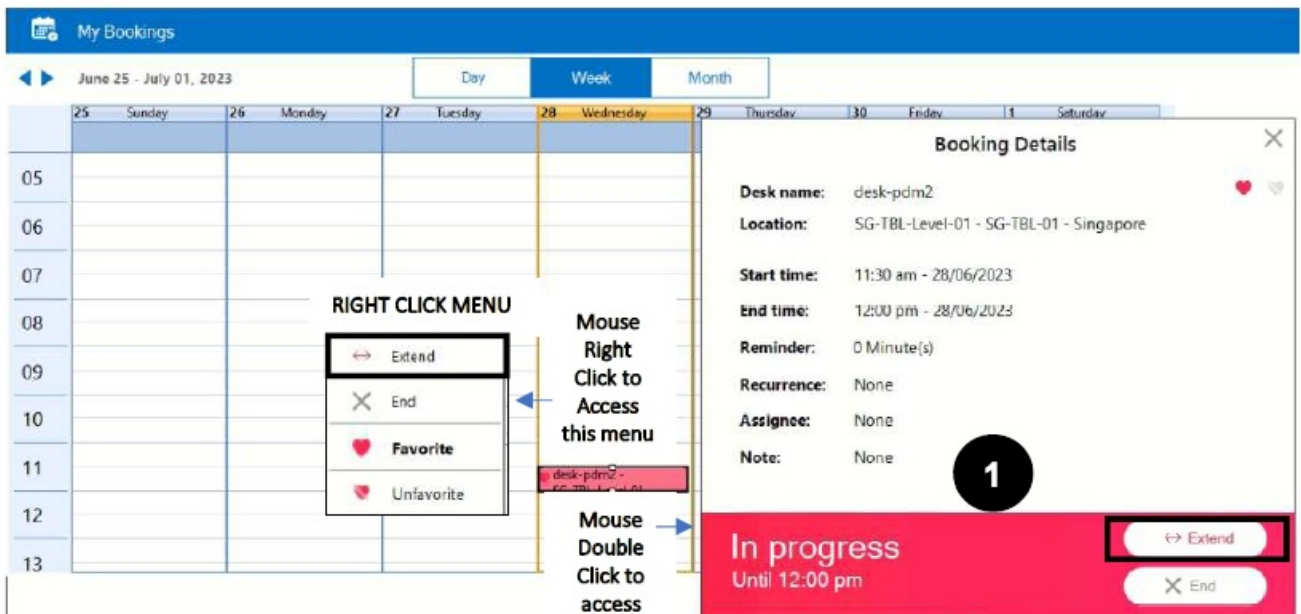 My Bookings
June 25 - July 01, 2023
Day Week Month
25 Sunday 26 Monday 27 Tuesday 28 Wednesday 29 Thursday 30 Friday 1 Saturday
05
06
07
08
09
10
11
12
13
RIGHT CLICK MENU
Extend
End
Favorite
Unfavorite
Mouse
Right
Click to
Access
this menu
desk-pdm2 -
Mouse
Double
Click to
access
Booking Details
Desk name: desk-pdm2
Location: SG-TBL-Level-01 - SG-TBL-01 - Singapore
Start time: 11:30 am - 28/06/2023
End time: 12:00 pm - 28/06/2023
Reminder: 0 Minute(s)
Recurrence: None
Assignee: None
Note: None
1
In progress
Until 12:00 pm
Extend
End